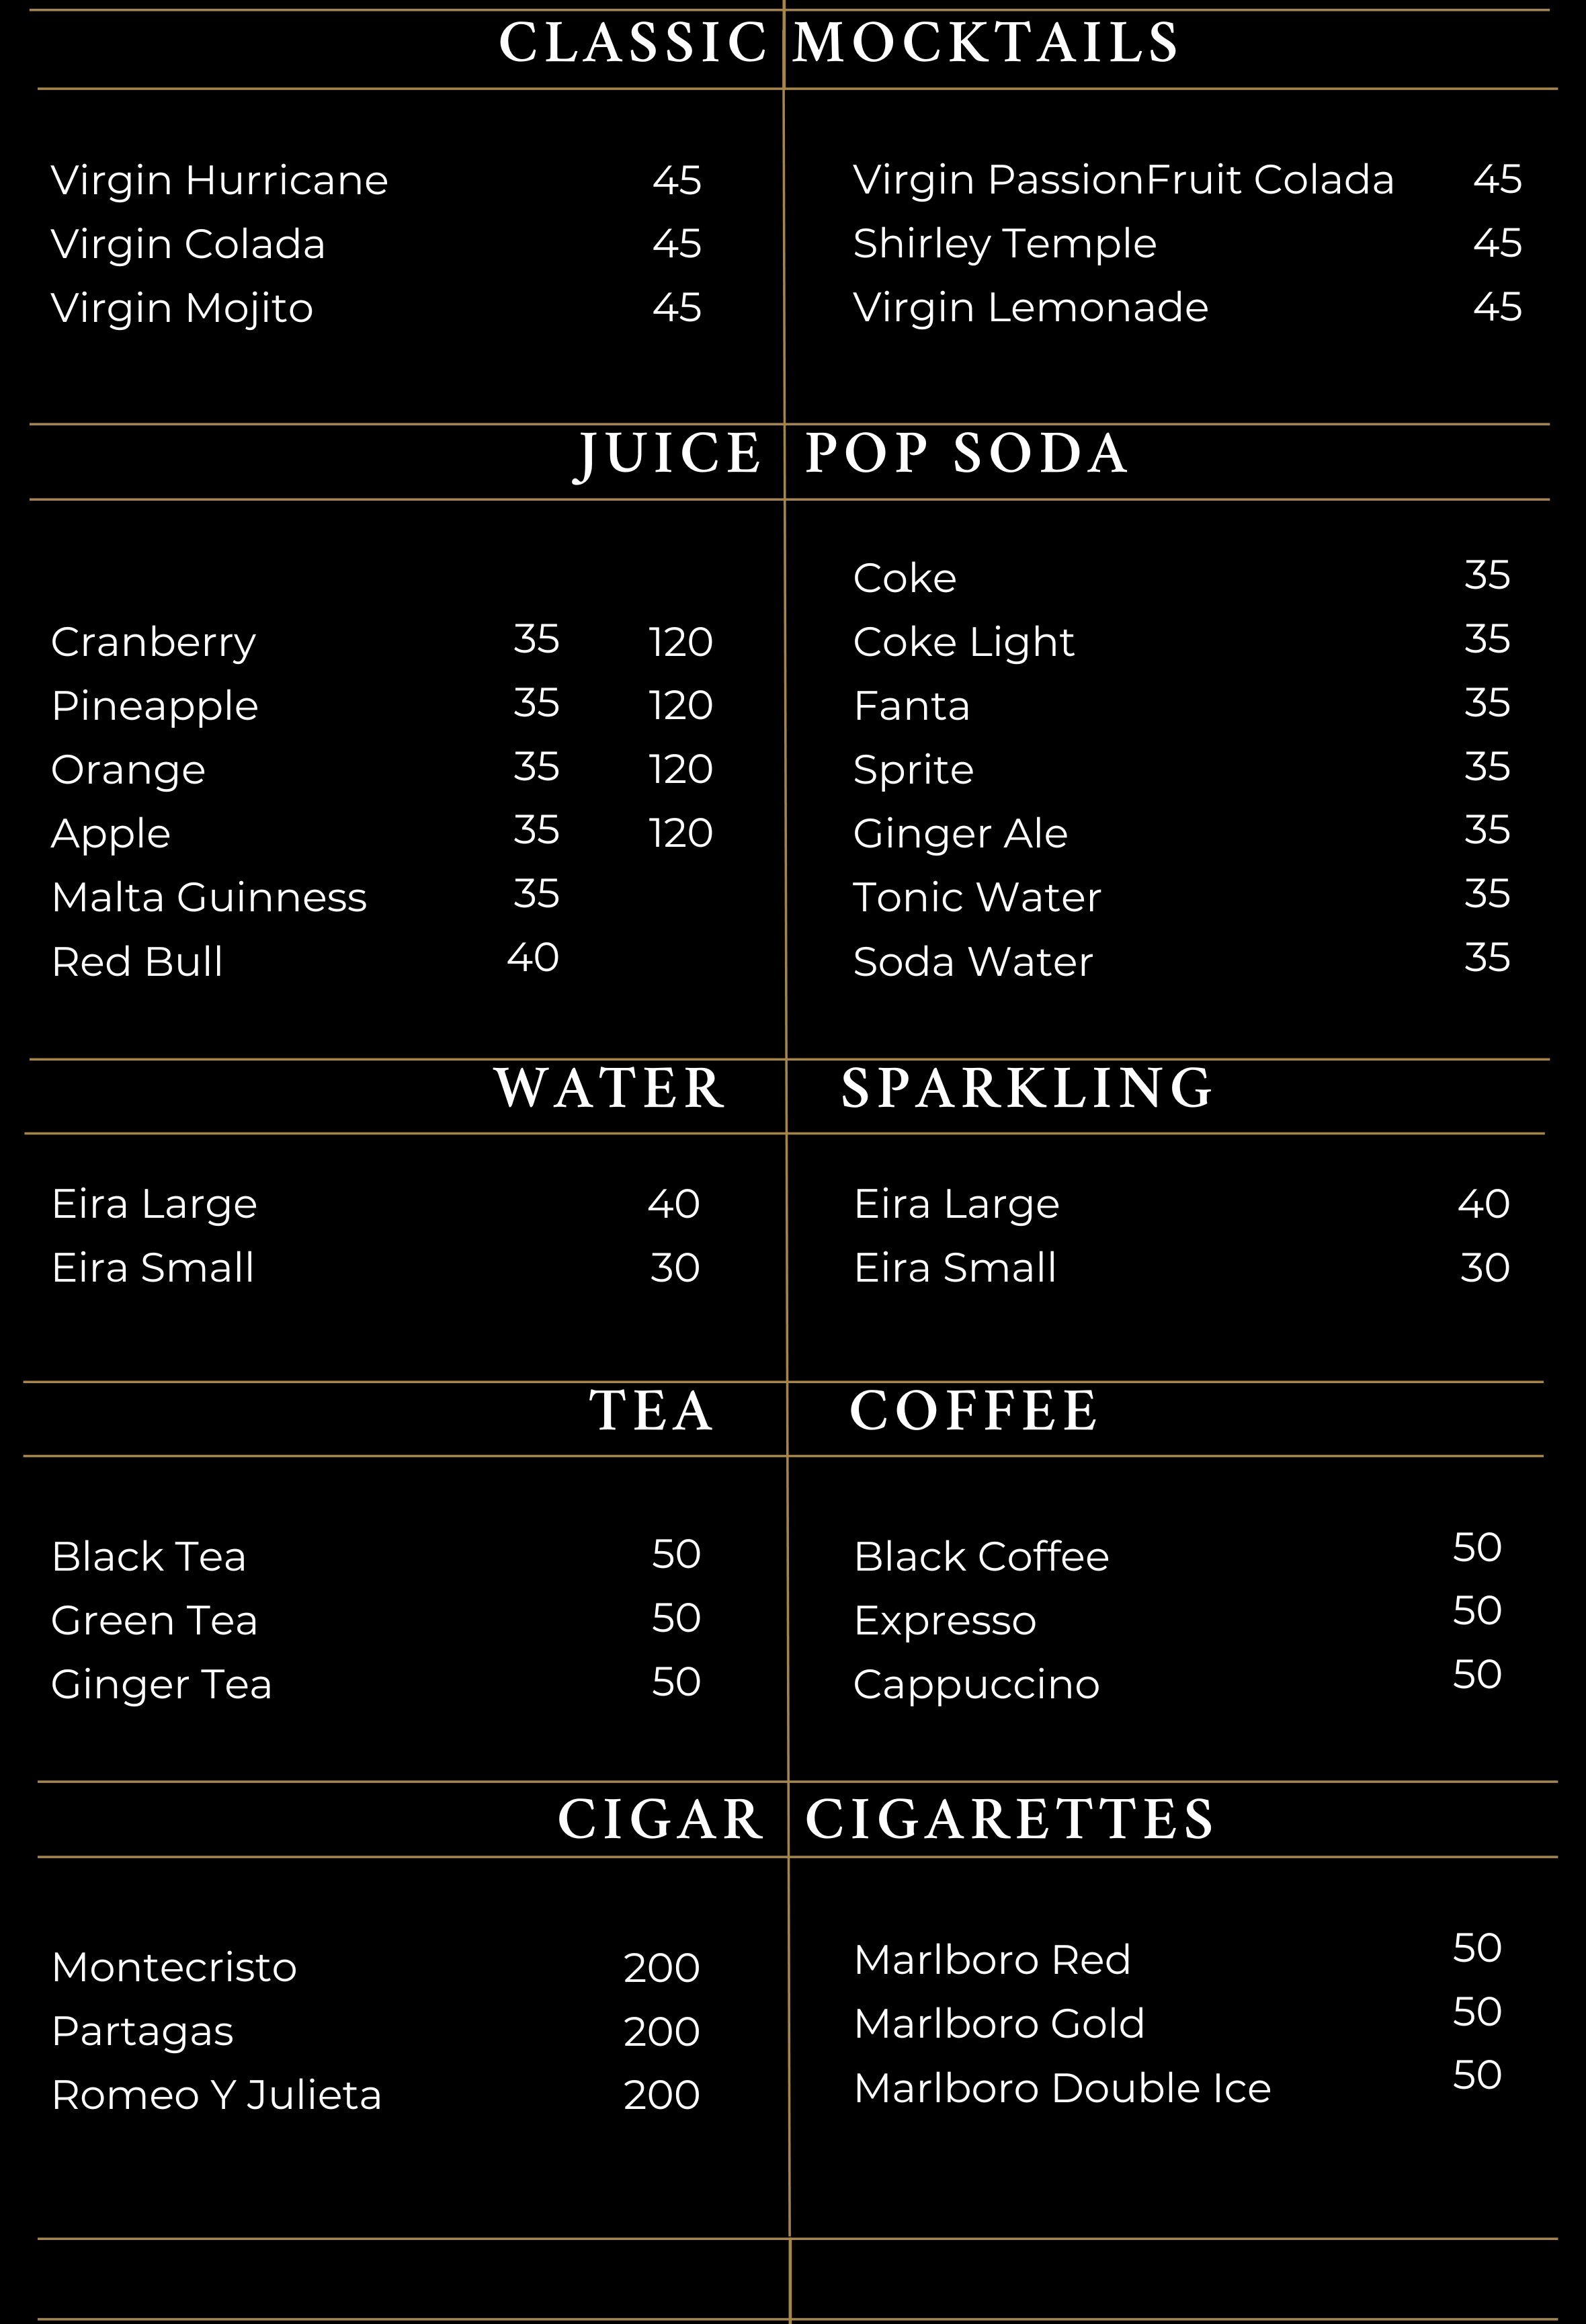 CLASSIC MOCKTAILS
Virgin Hurricane 45
Virgin Colada 45
Virgin Mojito 45
Virgin PassionFruit Colada 45
Shirley Temple 45
Virgin Lemonade 45
JUICE
Cranberry 35 120
Pineapple 35 120
Orange 35 120
Apple 35 120
Malta Guinness 35
Red Bull 40
POP SODA
Coke 35
Coke Light 35
Fanta 35
Sprite 35
Ginger Ale 35
Tonic Water 35
Soda Water 35
WATER
Eira Large 40
Eira Small 30
SPARKLING
Eira Large 40
Eira Small 30
TEA
Black Tea 50
Green Tea 50
Ginger Tea 50
COFFEE
Black Coffee 50
Expresso 50
Cappuccino 50
CIGAR
Montecristo 200
Partagas 200
Romeo Y Julieta 200
CIGARETTES
Marlboro Red 50
Marlboro Gold 50
Marlboro Double Ice 50